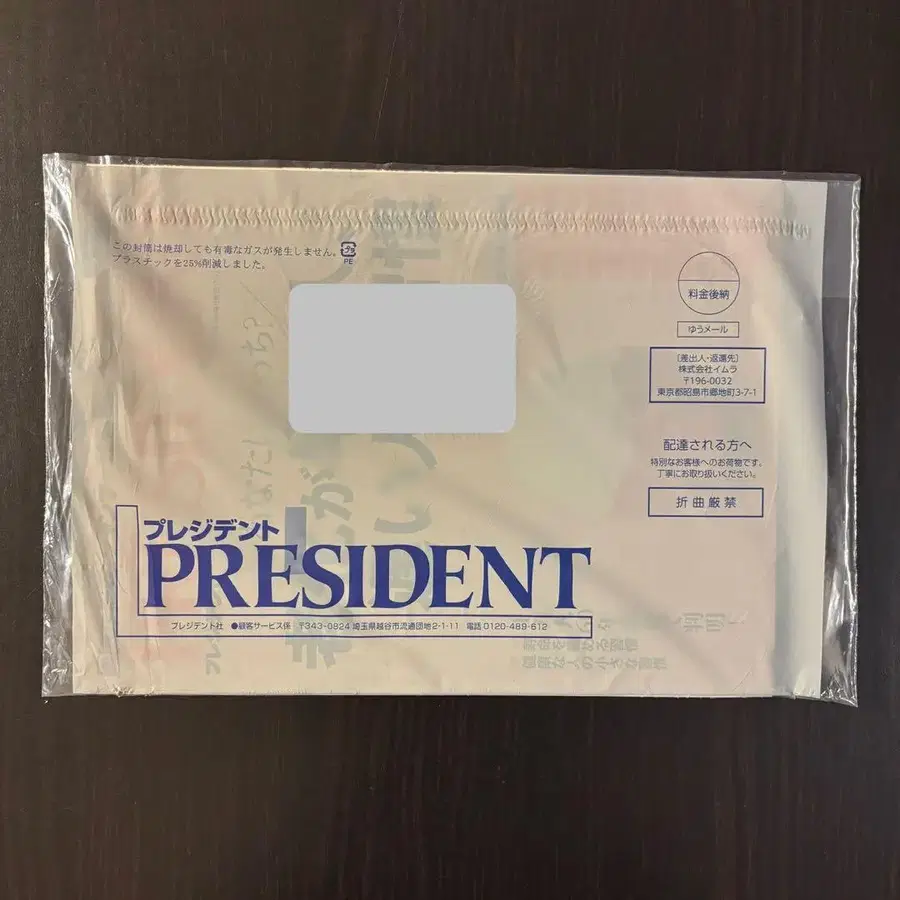 この封筒は焼却しても有毒なガスが発生しません。
プラスチックを25%削減しました。
プラ
PE
料金後納
ゆうメール
〔差出人・返還先〕
株式会社イムラ
〒196-0032
東京都昭島市郷地町3-7-1
配達される方へ
特別なお客様へのお荷物です。
丁寧にお取り扱いください。
折曲厳禁
プレジデント
PRESIDENT
プレジデント社 ●顧客サービス係 〒343-0824 埼玉県越谷市流通団地2-1-11 電話 0120-489-612